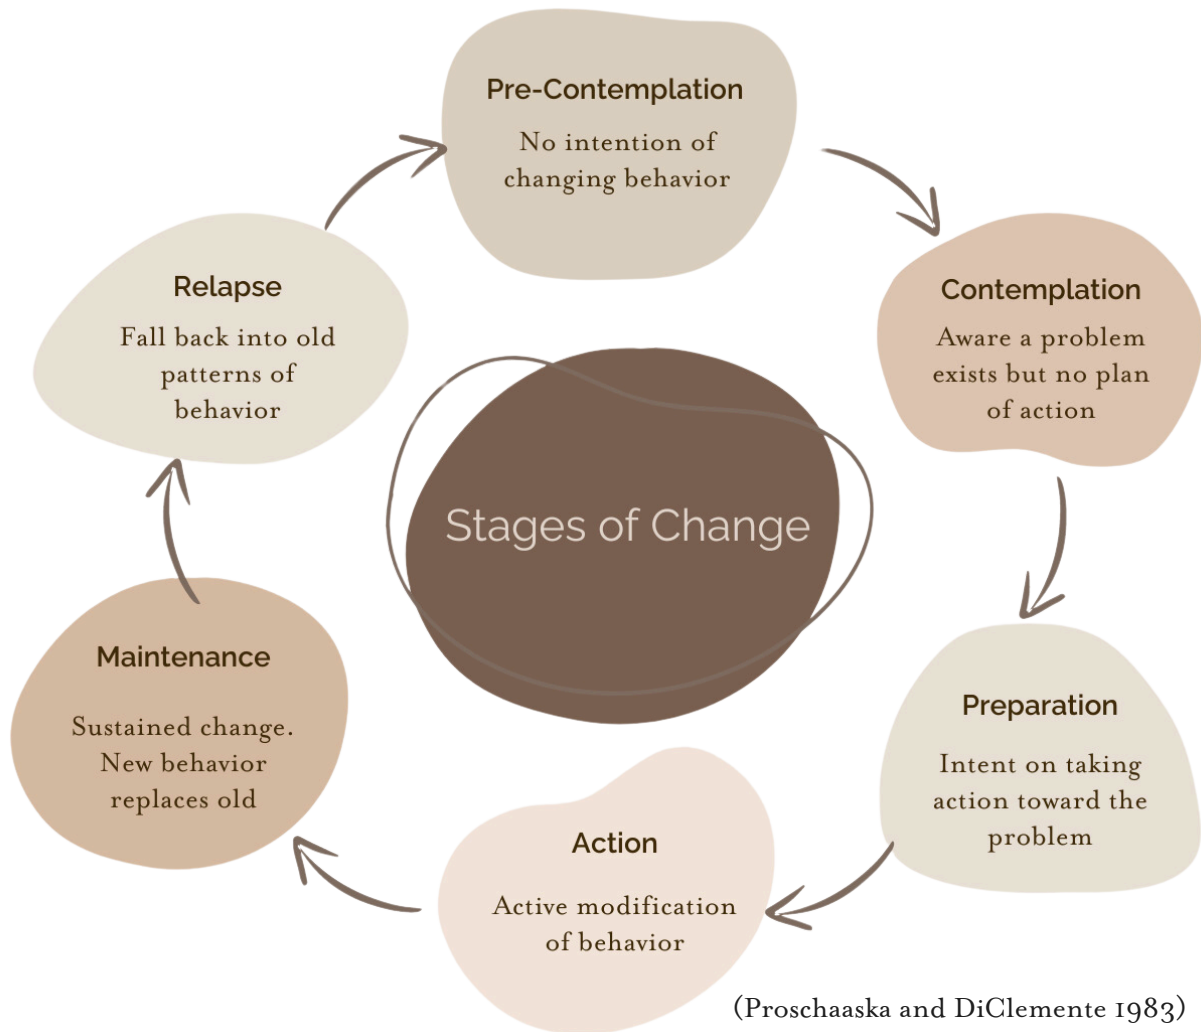 Pre-Contemplation
No intention of
changing behavior
Contemplation
Aware a problem
exists but no plan
of action
Preparation
Intent on taking
action toward the
problem
Action
Active modification
of behavior
Maintenance
Sustained change.
New behavior
replaces old
Relapse
Fall back into old
patterns of
behavior
Stages of Change
(Proschaaska and DiClemente 1983)